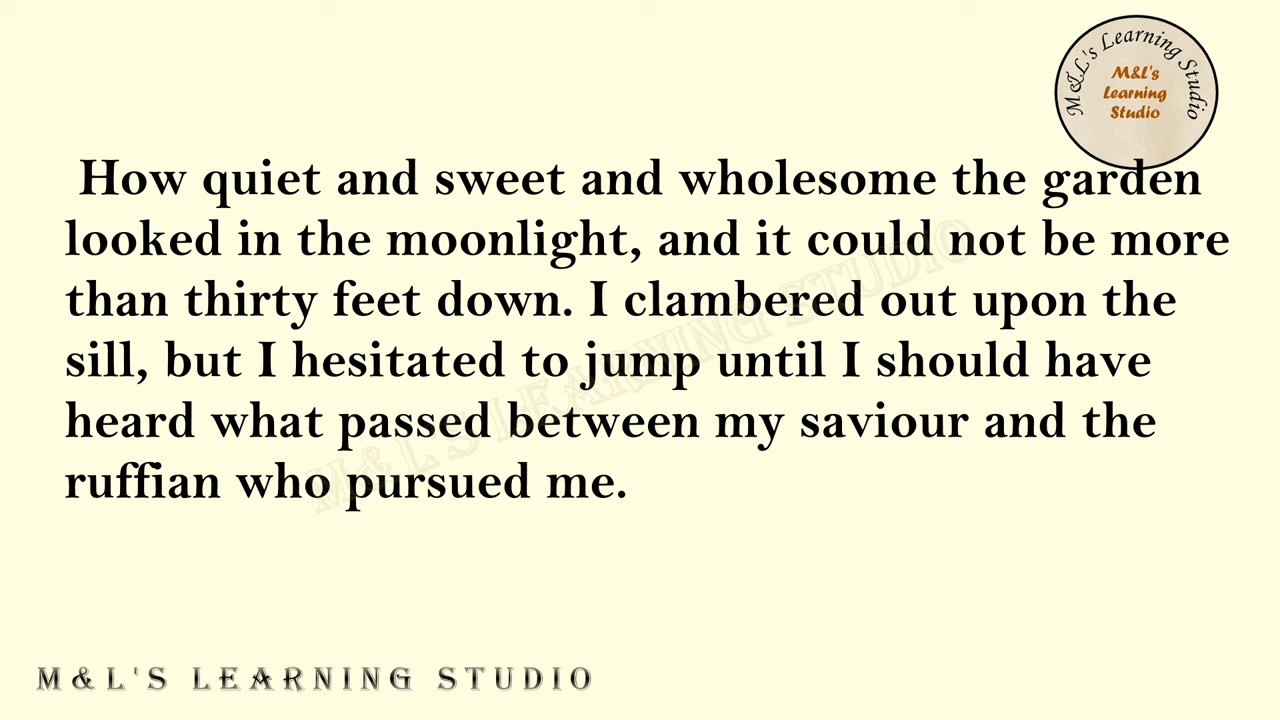 M&L's Learning Studio
M&L's
Learning
Studio
How quiet and sweet and wholesome the garden
looked in the moonlight, and it could not be more
than thirty feet down. I clambered out upon the
sill, but I hesitated to jump until I should have
heard what passed between my saviour and the
ruffian who pursued me.
M&L'S LEARNING STUDIO
M&L'S LEARNING STUDIO